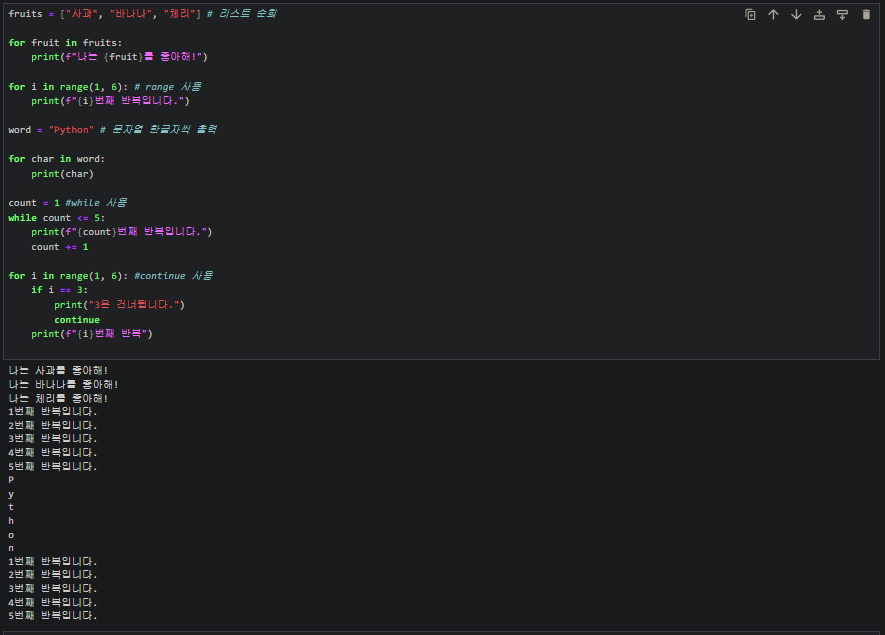 fruits = ["사과", "바나나", "체리"] # 리스트 순회
for fruit in fruits:
print(f"나는 {fruit}를 좋아해!")
for i in range(1, 6): # range 사용
print(f"{i}번째 반복입니다.")
word = "Python" # 문자열 한글자씩 출력
for char in word:
print(char)
count = 1 #while 사용
while count <= 5:
print(f"{count}번째 반복입니다.")
count += 1
for i in range(1, 6): #continue 사용
if i == 3:
print("3은 건너뜁니다.")
continue
print(f"{i}번째 반복")
나는 사과를 좋아해!
나는 바나나를 좋아해!
나는 체리를 좋아해!
1번째 반복입니다.
2번째 반복입니다.
3번째 반복입니다.
4번째 반복입니다.
5번째 반복입니다.
P
y
t
h
o
n
1번째 반복입니다.
2번째 반복입니다.
3번째 반복입니다.
4번째 반복입니다.
5번째 반복입니다.